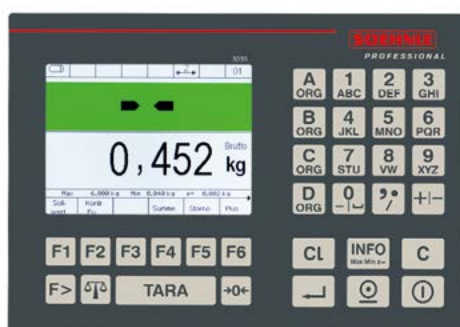 SOEHNLE
PROFESSIONAL
3035
2
01
Brutto
0,452 kg
Max 6,000 kg Min 0,040 kg e= 0,002 kg
Soll-
wert
Kontr
Summe
Storno
Plus
F1 F2 F3 F4 F5 F6
F> TARA →0←
A
ORG
1
ABC
2
DEF
3
GHI
B
ORG
4
JKL
5
MNO
6
PQR
C
ORG
7
STU
8
VW
9
XYZ
D
ORG
0
+|-
CL
INFO
Max Min e=
C